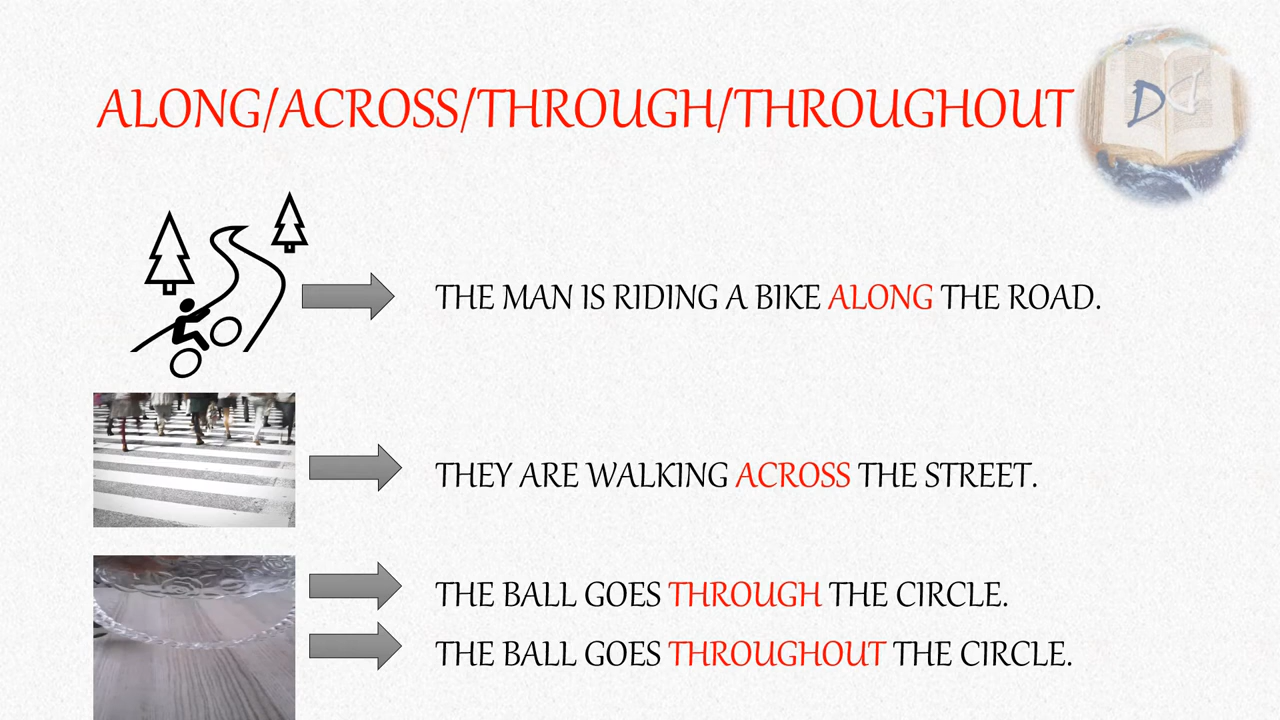 ALONG/ACROSS/THROUGH/THROUGHOUT
DC
THE MAN IS RIDING A BIKE ALONG THE ROAD.
THEY ARE WALKING ACROSS THE STREET.
THE BALL GOES THROUGH THE CIRCLE.
THE BALL GOES THROUGHOUT THE CIRCLE.